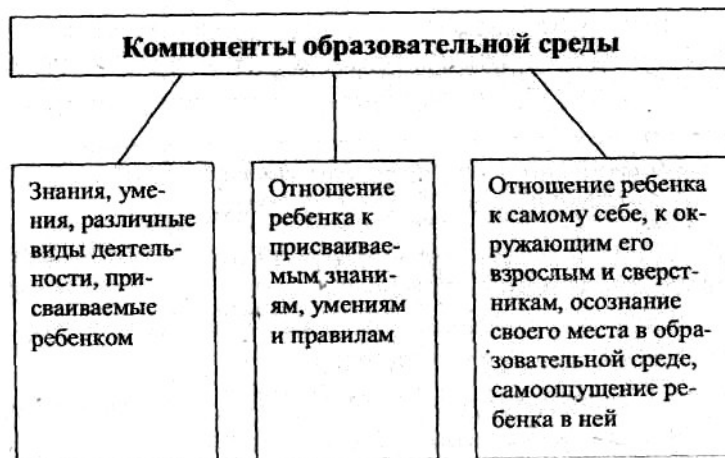 Компоненты образовательной среды
Знания, уме-
ния, различные
виды деятель-
ности, при-
сваиваемые
ребенком
Отношение
ребенка к
присваивае-
мым знани-
ям, умениям
и правилам
Отношение ребенка
к самому себе, к ок-
ружающим его
взрослым и сверст-
никам, осознание
своего места в обра-
зовательной среде,
самоощущение ре-
бенка в ней